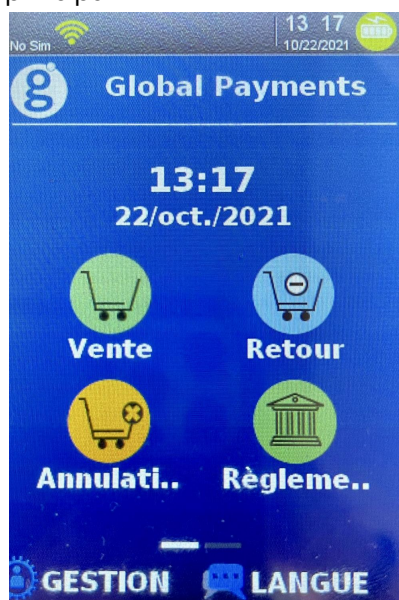 13 17
No Sim
10/22/2021
g Global Payments
13:17
22/oct./2021
Vente Retour
Annulati.. Règleme..
GESTION LANGUE